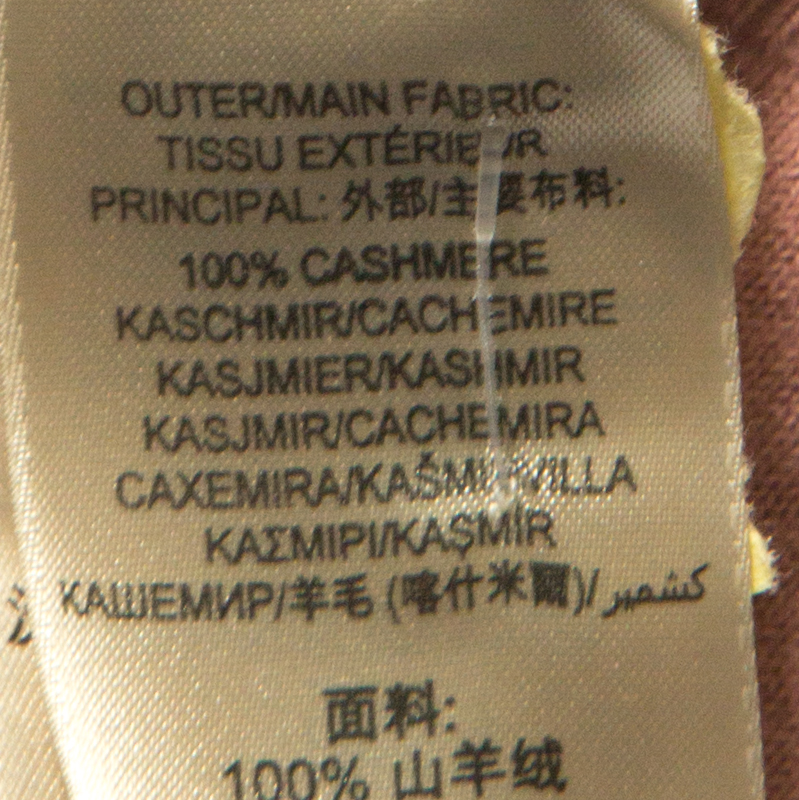 OUTER/MAIN FABRIC:
TISSU EXTÉRIEUR
PRINCIPAL: 外部/主要布料:
100% CASHMERE
KASCHMIR/CACHEMIRE
KASJMIER/KASHMIR
KASJMIR/CACHEMIRA
CAXEMIRA/KAŠMIRVILLA
ΚΑΣΜΙΡΙ/KAŞMİR
КАШЕМИР/羊毛 (喀什米爾)/كشمير
面料:
100% 山羊绒